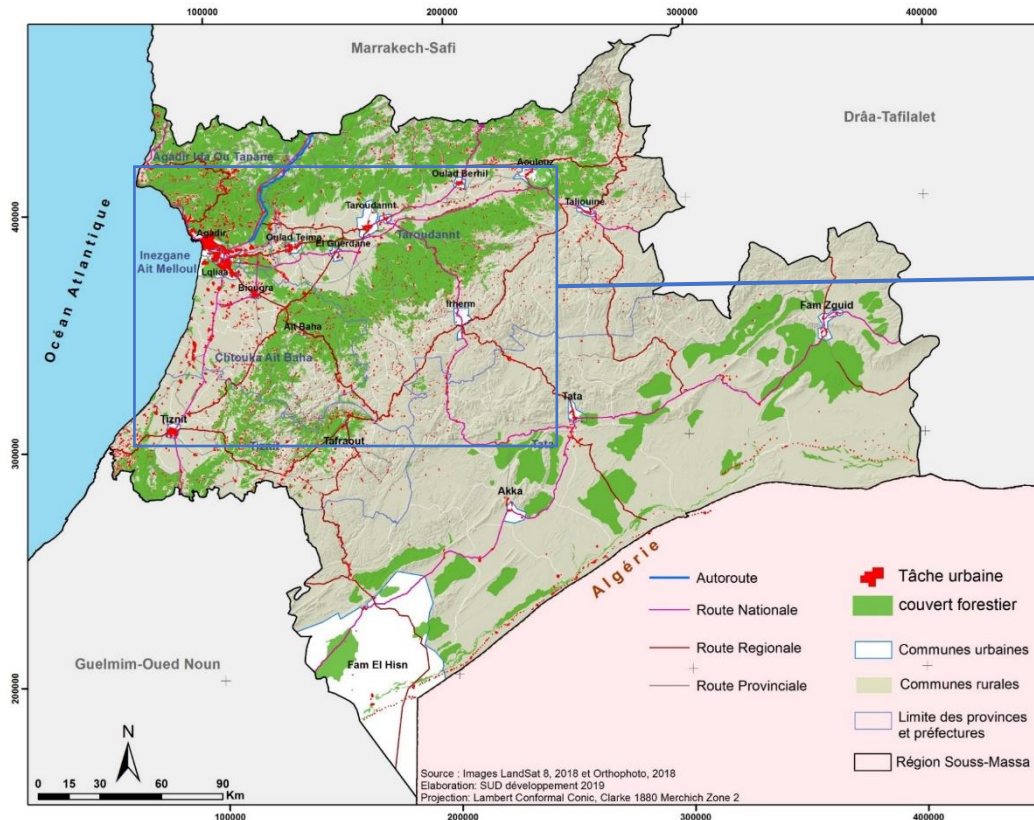 100000
200000
300000
400000
Marrakech-Safi
Drâa-Tafilalet
Océan Atlantique
400000
300000
200000
Agadir Ida Ou Tanane
Oulad Berhil
Aoulouz
Taroudannt
Taliouine
Agadir
Oulad Teima
El Guerdane
Taroudannt
Inezgane
Ait Melloul
Lqliaa
Biougra
Irherm
Fam Zguid
Ait Baha
Chtouka Ait Baha
Tata
Tiznit
Tiznit
Tafraout
Tata
Akka
Algérie
Fam El Hisn
Guelmim-Oued Noun
Autoroute
Route Nationale
Route Regionale
Route Provinciale
Tâche urbaine
couvert forestier
Communes urbaines
Communes rurales
Limite des provinces
et préfectures
Région Souss-Massa
N
0 15 30 60 90
Km
Source : Images LandSat 8, 2018 et Orthophoto, 2018
Elaboration: SUD développement 2019
Projection: Lambert Conformal Conic, Clarke 1880 Merchich Zone 2
100000
200000
300000
400000